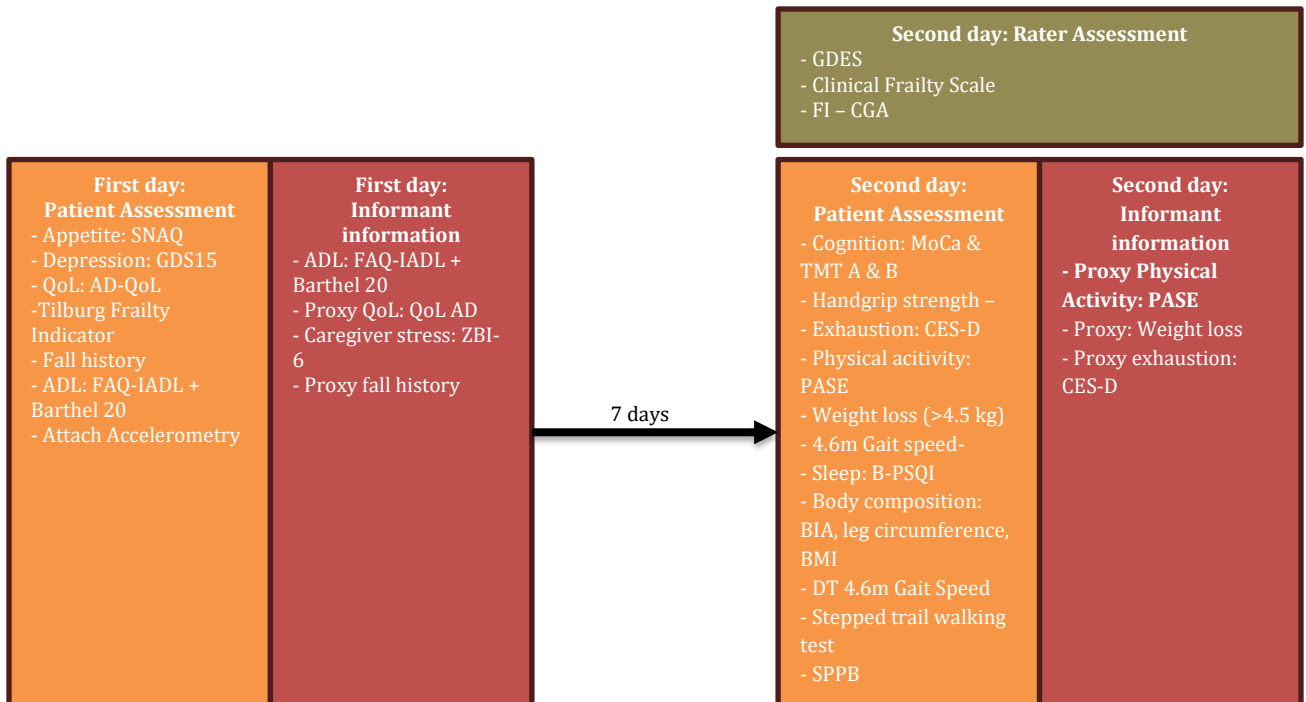 Second day: Rater Assessment
- GDES
- Clinical Frailty Scale
- FI – CGA
First day:
Patient Assessment
- Appetite: SNAQ
- Depression: GDS15
- QoL: AD-QoL
-Tilburg Frailty
Indicator
- Fall history
- ADL: FAQ-IADL +
Barthel 20
- Attach Accelerometry
First day:
Informant
information
- ADL: FAQ-IADL +
Barthel 20
- Proxy QoL: QoL AD
- Caregiver stress: ZBI-
6
- Proxy fall history
7 days
Second day:
Patient Assessment
- Cognition: MoCa &
TMT A & B
- Handgrip strength –
- Exhaustion: CES-D
- Physical acitivity:
PASE
- Weight loss (>4.5 kg)
- 4.6m Gait speed-
- Sleep: B-PSQI
- Body composition:
BIA, leg circumference,
BMI
- DT 4.6m Gait Speed
- Stepped trail walking
test
- SPPB
Second day:
Informant
information
- Proxy Physical
Activity: PASE
- Proxy: Weight loss
- Proxy exhaustion:
CES-D